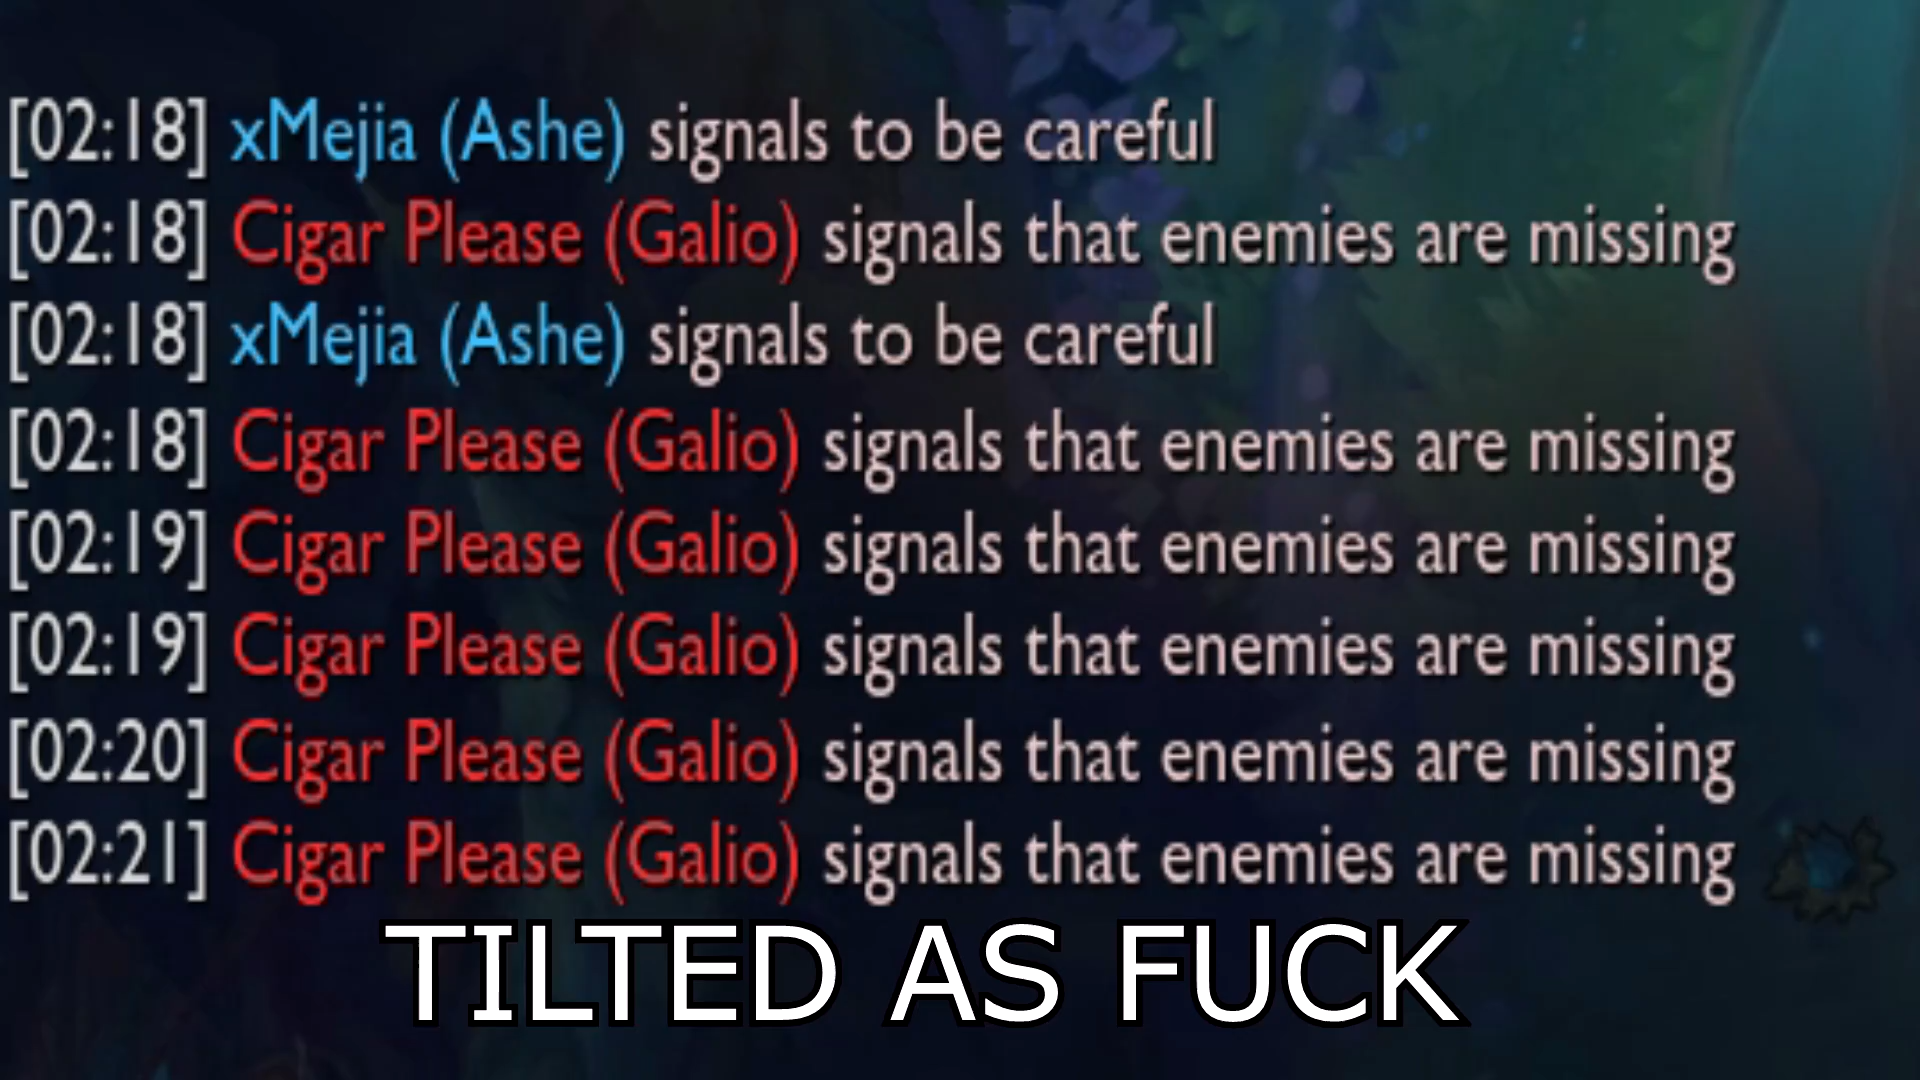 [02:18] xMejia (Ashe) signals to be careful
[02:18] Cigar Please (Galio) signals that enemies are missing
[02:18] xMejia (Ashe) signals to be careful
[02:18] Cigar Please (Galio) signals that enemies are missing
[02:19] Cigar Please (Galio) signals that enemies are missing
[02:19] Cigar Please (Galio) signals that enemies are missing
[02:20] Cigar Please (Galio) signals that enemies are missing
[02:21] Cigar Please (Galio) signals that enemies are missing
TILTED AS FUCK